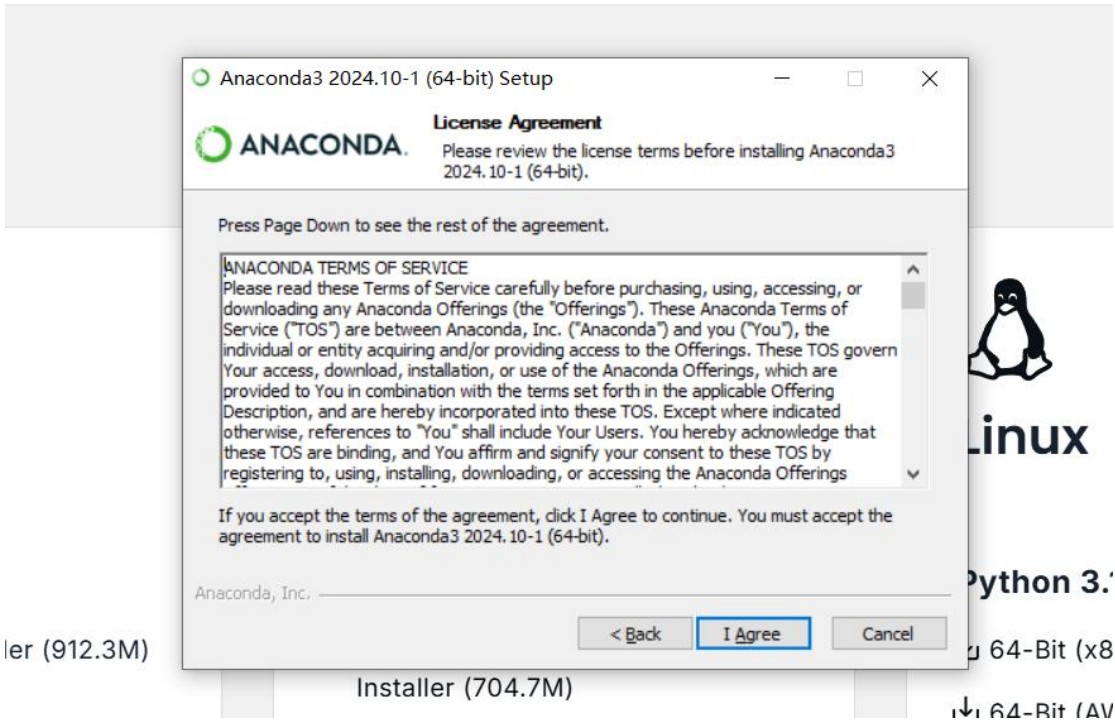 Anaconda3 2024.10-1 (64-bit) Setup
ANACONDA.
License Agreement
Please review the license terms before installing Anaconda3
2024.10-1 (64-bit).
Press Page Down to see the rest of the agreement.
ANACONDA TERMS OF SERVICE
Please read these Terms of Service carefully before purchasing, using, accessing, or
downloading any Anaconda Offerings (the "Offerings"). These Anaconda Terms of
Service ("TOS") are between Anaconda, Inc. ("Anaconda") and you ("You"), the
individual or entity acquiring and/or providing access to the Offerings. These TOS govern
Your access, download, installation, or use of the Anaconda Offerings, which are
provided to You in combination with the terms set forth in the applicable Offering
Description, and are hereby incorporated into these TOS. Except where indicated
otherwise, references to "You" shall include Your Users. You hereby acknowledge that
these TOS are binding, and You affirm and signify your consent to these TOS by
registering to, using, installing, downloading, or accessing the Anaconda Offerings
If you accept the terms of the agreement, click I Agree to continue. You must accept the
agreement to install Anaconda3 2024.10-1 (64-bit).
Anaconda, Inc.
< Back
I Agree
Cancel
Linux
Python 3.1
ler (912.3M)
64-Bit (x8
Installer (704.7M)
64-Bit (AW